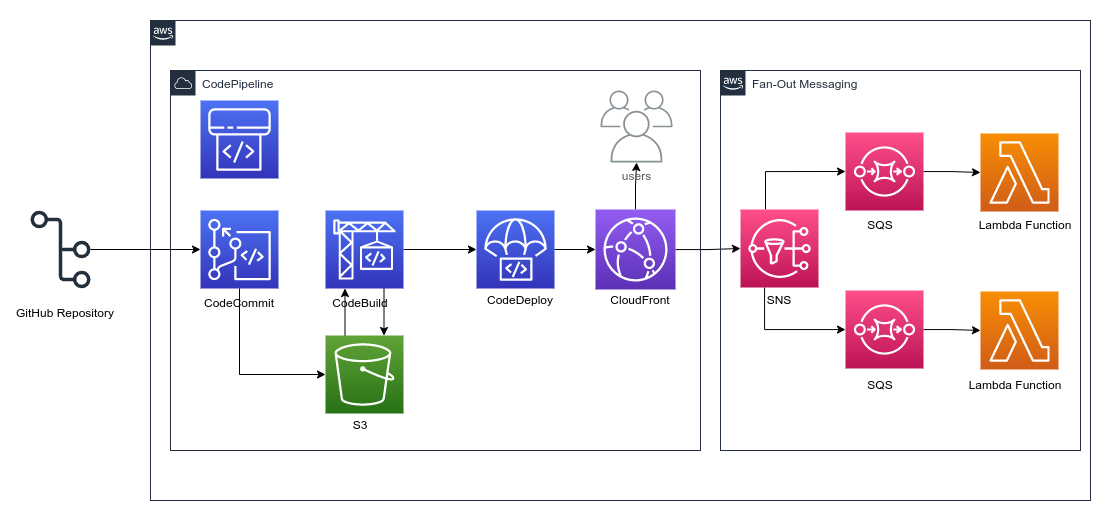 aws
CodePipeline
aws
Fan-Out Messaging
users
SQS
Lambda Function
GitHub Repository
CodeCommit
CodeBuild
CodeDeploy
CloudFront
SNS
S3
SQS
Lambda Function